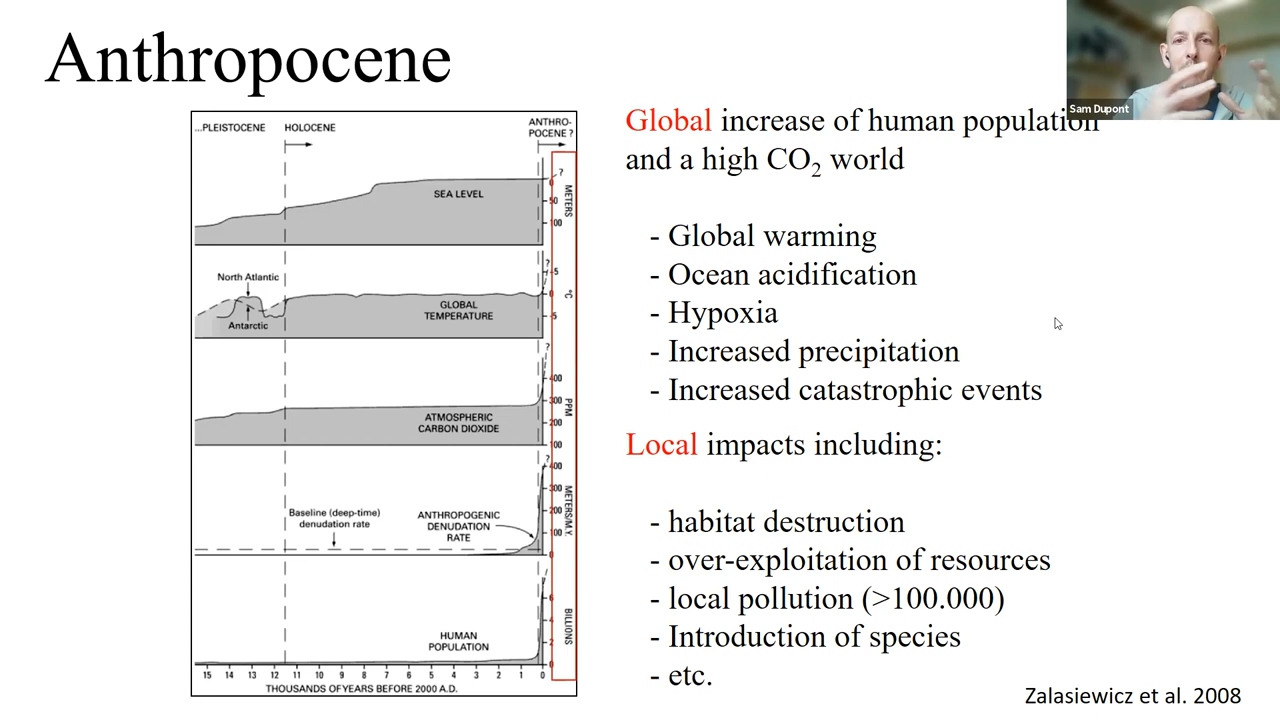 Anthropocene
Sam Dupont
...PLEISTOCENE
HOLOCENE
ANTHRO-
POCENE ?
?
0
50
100
METERS
SEA LEVEL
North Atlantic
Antarctic
GLOBAL
TEMPERATURE
?
+5
0
-5
°C
ATMOSPHERIC
CARBON DIOXIDE
?
400
300
200
100
PPM
Baseline (deep-time)
denudation rate
ANTHROPOGENIC
DENUDATION
RATE
?
400
300
200
100
0
METERS/M.Y.
HUMAN
POPULATION
6
4
2
0
BILLIONS
15 14 13 12 11 10 9 8 7 6 5 4 3 2 1 0
THOUSANDS OF YEARS BEFORE 2000 A.D.
Global increase of human population
and a high CO₂ world
- Global warming
- Ocean acidification
- Hypoxia
- Increased precipitation
- Increased catastrophic events
Local impacts including:
- habitat destruction
- over-exploitation of resources
- local pollution (>100.000)
- Introduction of species
- etc.
Zalasiewicz et al. 2008